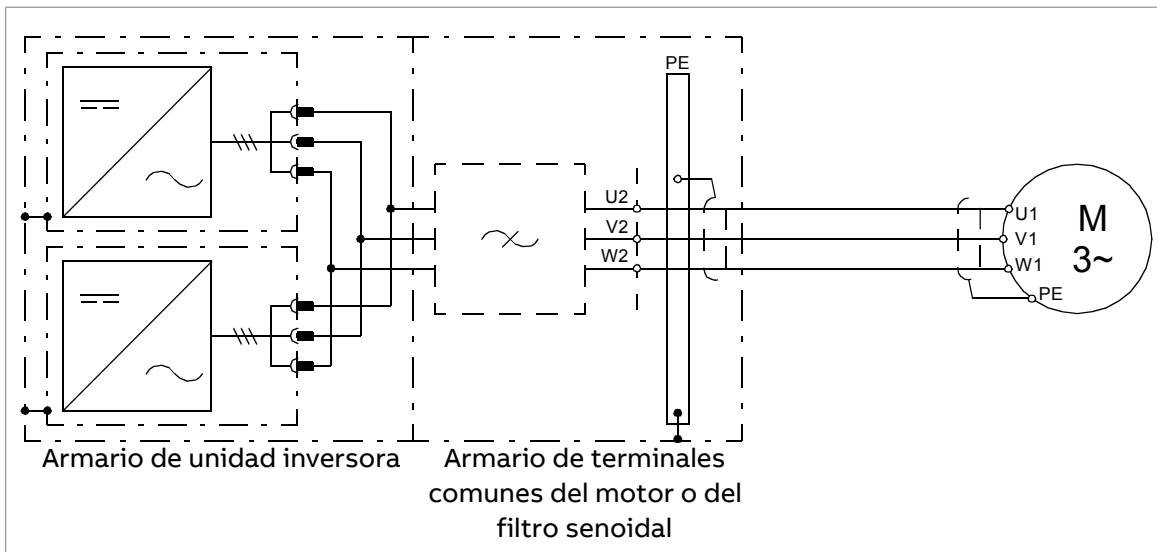 PE
U2
V2
W2
U1
V1
W1
PE
M
3~
Armario de unidad inversora
Armario de terminales
comunes del motor o del
filtro senoidal